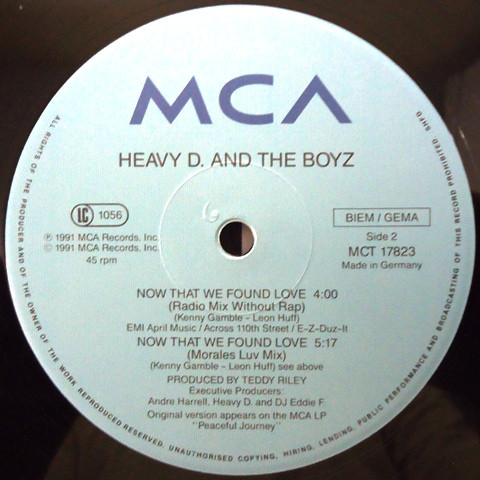 MCA
HEAVY D. AND THE BOYZ
LC 1056
℗ 1991 MCA Records, Inc.
© 1991 MCA Records, Inc.
45 rpm
BIEM / GEMA
Side 2
MCT 17823
Made in Germany
NOW THAT WE FOUND LOVE 4:00
(Radio Mix Without Rap)
(Kenny Gamble - Leon Huff)
EMI April Music / Across 110th Street / E-Z-Duz-It
NOW THAT WE FOUND LOVE 5:17
(Morales Luv Mix)
(Kenny Gamble - Leon Huff) see above
PRODUCED BY TEDDY RILEY
Executive Producers:
Andre Harrell, Heavy D. and DJ Eddie F.
Original version appears on the MCA LP
"Peaceful Journey"
ALL RIGHTS OF THE PRODUCER AND OF THE OWNER OF THE WORK REPRODUCED RESERVED. UNAUTHORISED COPYING, HIRING, LENDING, PUBLIC PERFORMANCE AND BROADCASTING OF THIS RECORD PROHIBITED SHFD